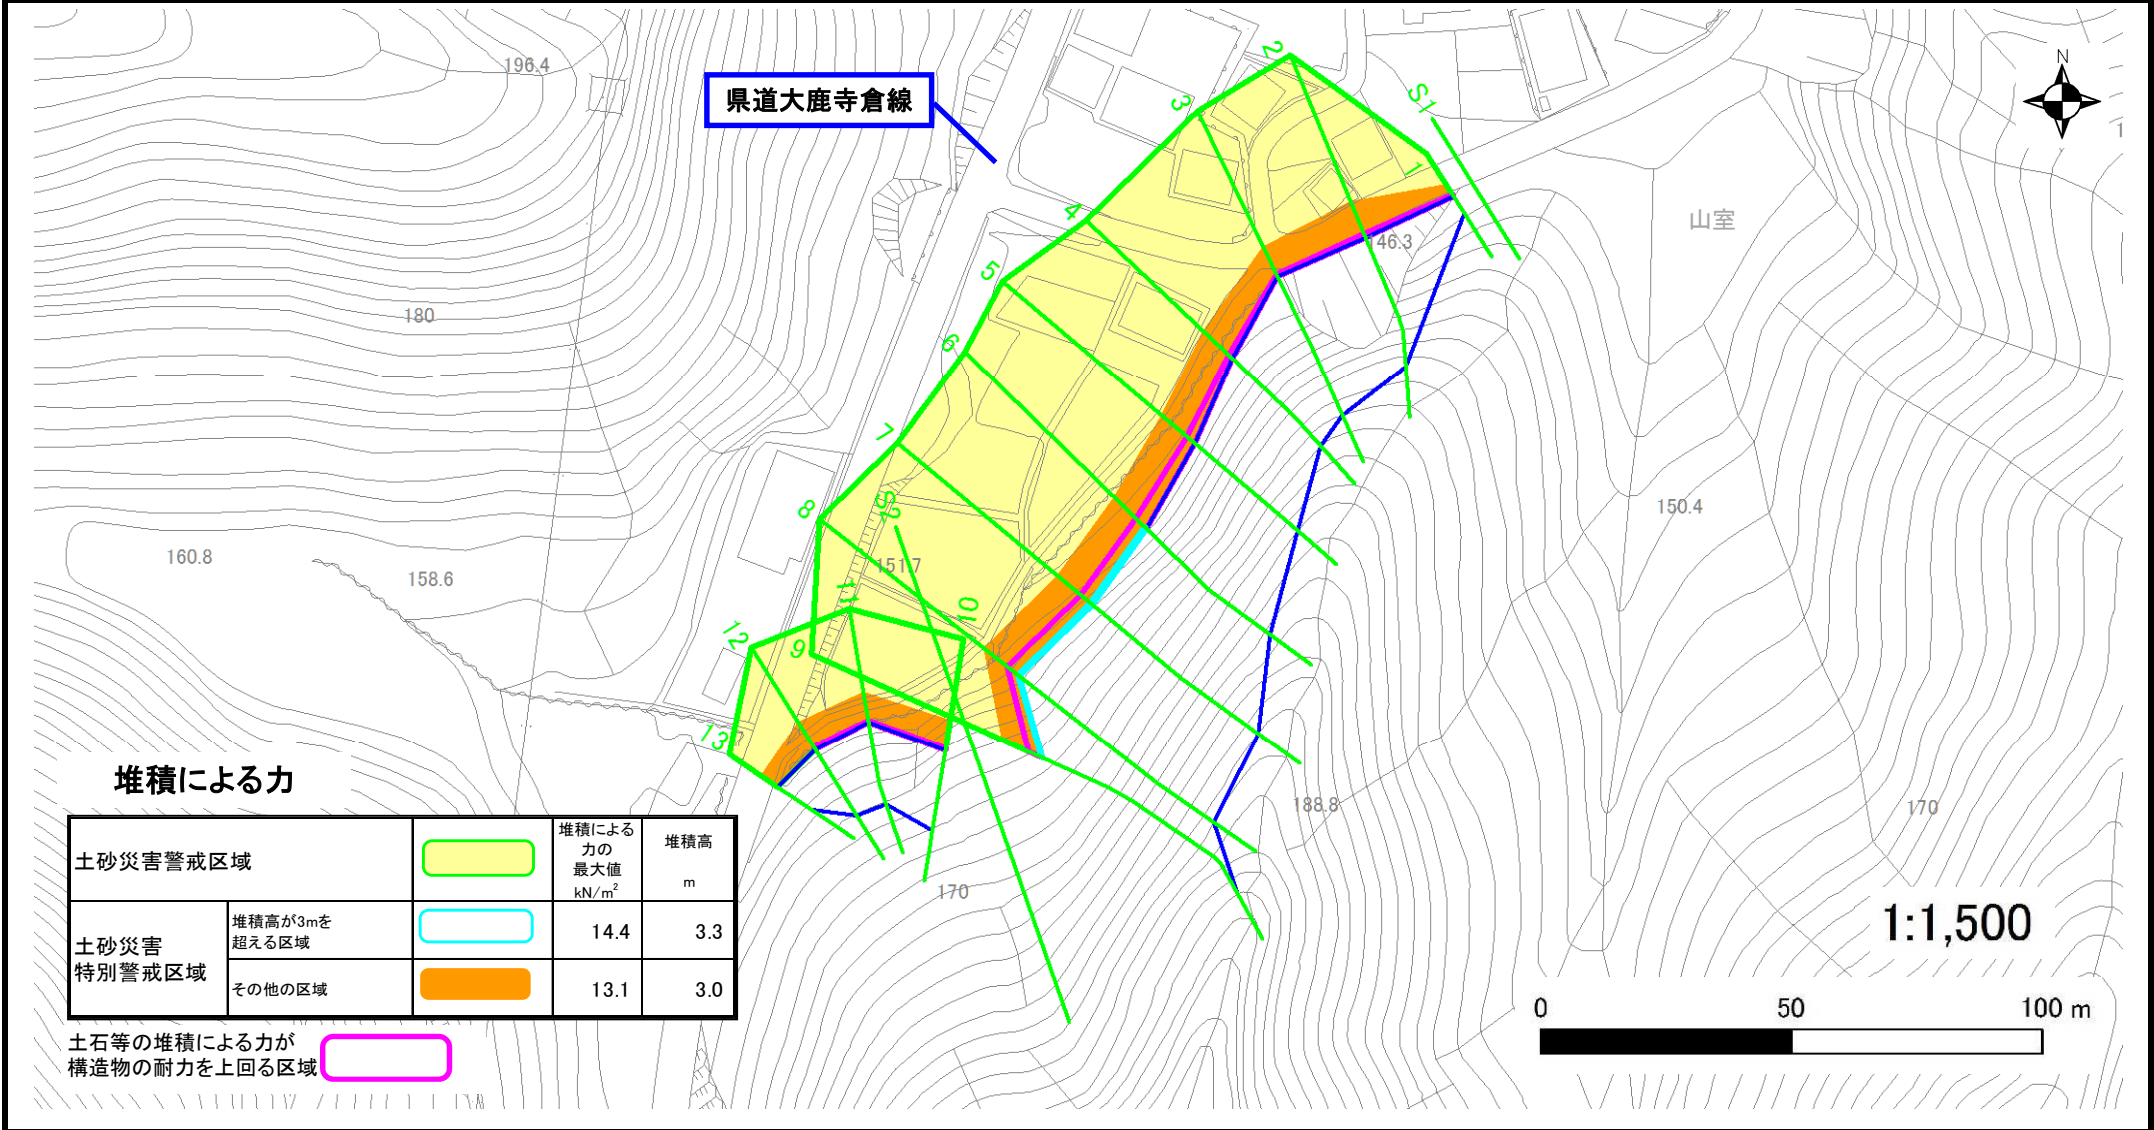 196.4
県道大鹿寺倉線
2
S1
N
3
1
1
4
146.3
山室
5
180
6
7
8
S2
150.4
160.8
158.6
151.7
11
10
12
9
13
188.8
170
170
堆積による力
土砂災害警戒区域
堆積による
力の
最大値
kN/m²
堆積高
m
土砂災害
特別警戒区域
堆積高が3mを
超える区域
14.4
3.3
その他の区域
13.1
3.0
土石等の堆積による力が
構造物の耐力を上回る区域
1:1,500
0
50
100 m